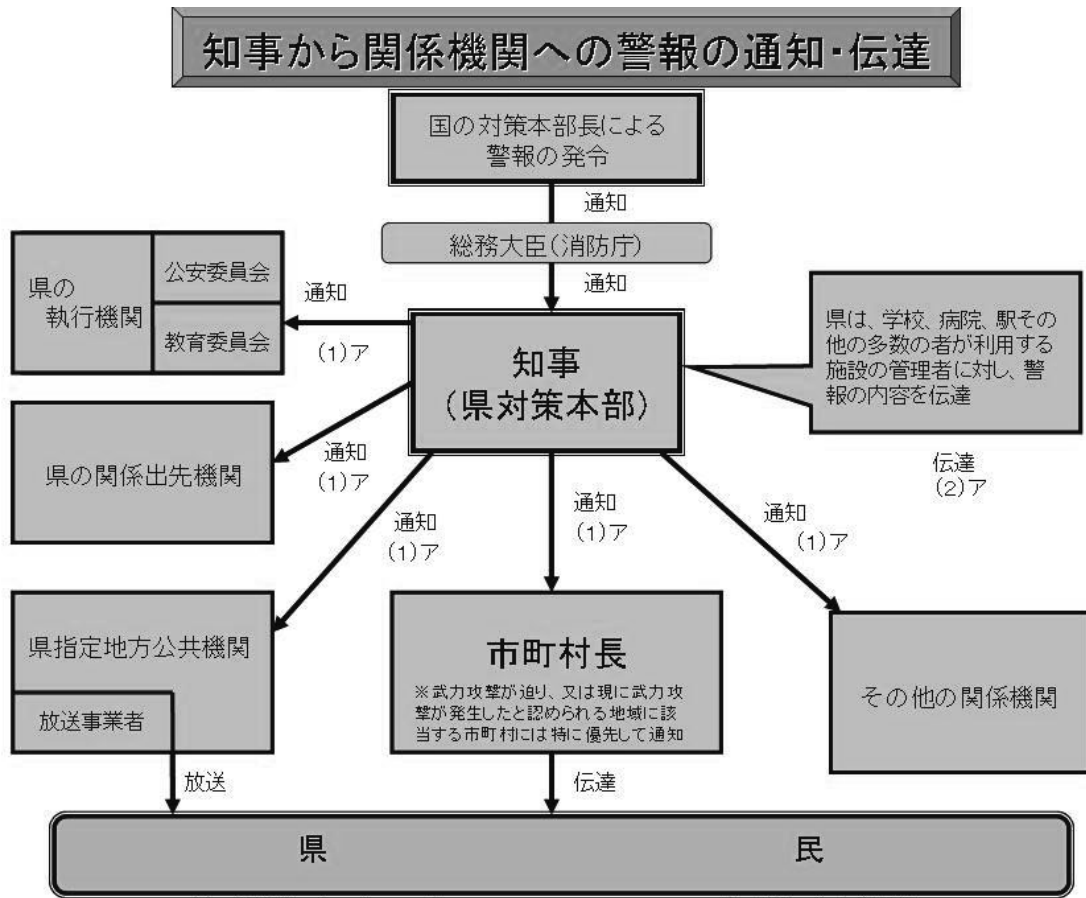 知事から関係機関への警報の通知・伝達
国の対策本部長による
警報の発令
通知
総務大臣(消防庁)
通知
県の
執行機関
公安委員会
教育委員会
通知
(1)ア
知事
(県対策本部)
県は、学校、病院、駅その
他の多数の者が利用する
施設の管理者に対し、警
報の内容を伝達
伝達
(2)ア
県の関係出先機関
通知
(1)ア
通知
(1)ア
通知
(1)ア
通知
(1)ア
県指定地方公共機関
放送事業者
市町村長
※武力攻撃が迫り、又は現に武力攻
撃が発生したと認められる地域に該
当する市町村には特に優先して通知
その他の関係機関
放送
伝達
県民